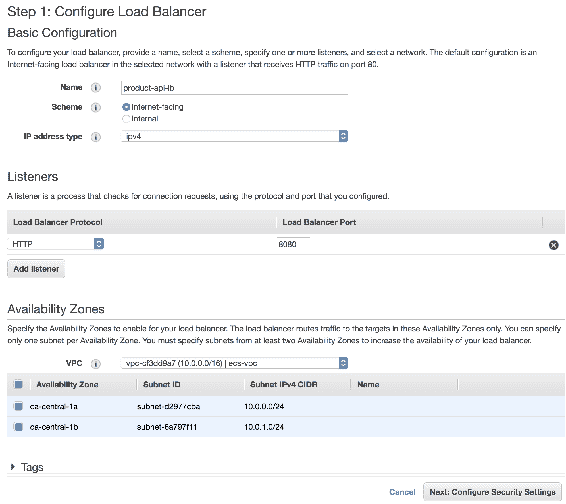 Step 1: Configure Load Balancer
Basic Configuration
To configure your load balancer, provide a name, select a scheme, specify one or more listeners, and select a network. The default configuration is an
Internet-facing load balancer in the selected network with a listener that receives HTTP traffic on port 80.
Name
product-api-lb
Scheme
internet-facing
internal
IP address type
ipv4
Listeners
A listener is a process that checks for connection requests, using the protocol and port that you configured.
Load Balancer Protocol Load Balancer Port
HTTP 8080
Add listener
Availability Zones
Specify the Availability Zones to enable for your load balancer. The load balancer routes traffic to the targets in these Availability Zones only. You can specify
only one subnet per Availability Zone. You must specify subnets from at least two Availability Zones to increase the availability of your load balancer.
VPC
(10.0.0.0/16) | ecs-vpc
Availability Zone Subnet ID Subnet IPv4 CIDR Name
ca-central-1a 10.0.0.0/24
ca-central-1b 10.0.1.0/24
Tags
Cancel Next: Configure Security Settings